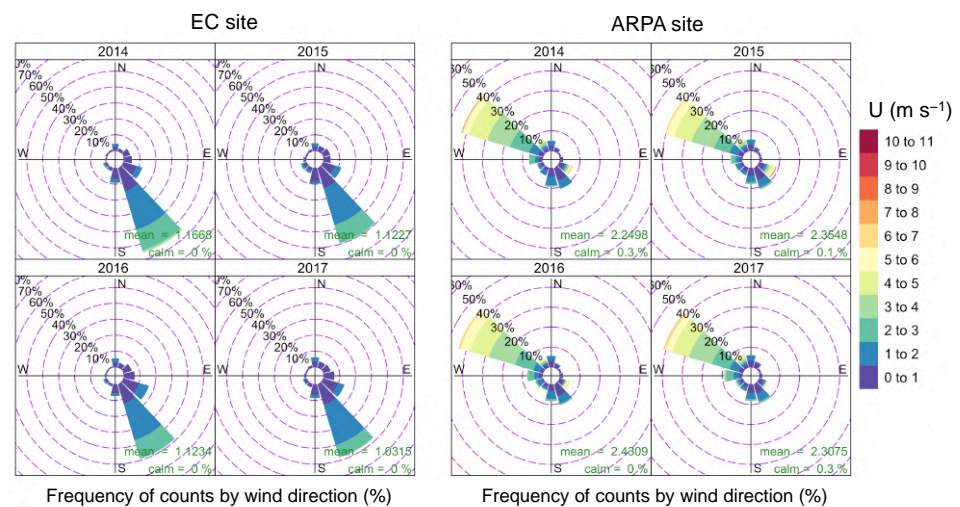 EC site
ARPA site
2014
2015
2014
2015
N
0%
70%
60%
50%
40%
30%
20%
10%
W
S
mean = 1.1668
calm = 0 %
N
70%
60%
50%
40%
30%
20%
10%
E
S
mean = 1.1227
calm = 0 %
N
60%
50%
40%
30%
20%
10%
W
S
mean = 2.2498
calm = 0.3 %
N
60%
50%
40%
30%
20%
10%
E
S
mean = 2.3548
calm = 0.1 %
2016
2017
2016
2017
N
70%
60%
50%
40%
30%
20%
10%
W
S
mean = 1.1234
calm = 0 %
N
0%
70%
60%
50%
40%
30%
20%
10%
E
S
mean = 1.0315
calm = 0 %
N
50%
40%
30%
20%
10%
W
S
mean = 2.4309
calm = 0 %
N
60%
50%
40%
30%
20%
10%
E
S
mean = 2.3075
calm = 0.3 %
U (m s⁻¹)
10 to 11
9 to 10
8 to 9
7 to 8
6 to 7
5 to 6
4 to 5
3 to 4
2 to 3
1 to 2
0 to 1
Frequency of counts by wind direction (%)
Frequency of counts by wind direction (%)